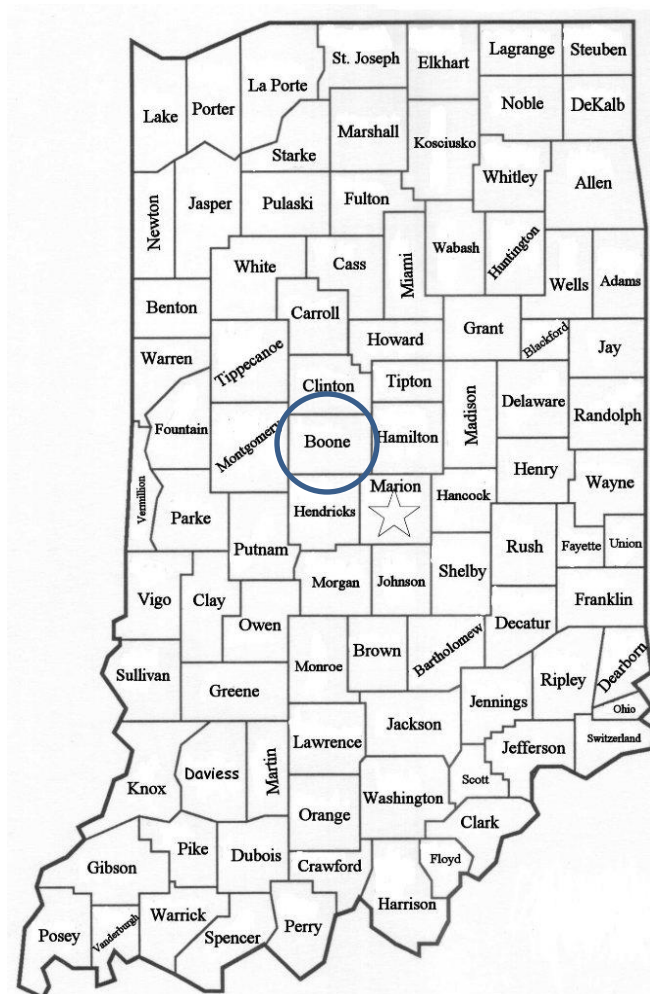 St. Joseph
Elkhart
Lagrange
Steuben
La Porte
Lake
Porter
Noble
DeKalb
Marshall
Kosciusko
Starke
Whitley
Allen
Newton
Jasper
Pulaski
Fulton
White
Cass
Miami
Wabash
Huntington
Wells
Adams
Benton
Carroll
Howard
Grant
Blackford
Jay
Warren
Tippecanoe
Clinton
Tipton
Madison
Delaware
Randolph
Fountain
Montgomery
Boone
Hamilton
Henry
Wayne
Vermillion
Parke
Putnam
Hendricks
Marion
Hancock
Rush
Fayette
Union
Vigo
Clay
Owen
Morgan
Johnson
Shelby
Franklin
Decatur
Sullivan
Greene
Monroe
Brown
Bartholomew
Jennings
Ripley
Dearborn
Ohio
Switzerland
Knox
Daviess
Martin
Lawrence
Jackson
Jefferson
Scott
Orange
Washington
Clark
Gibson
Pike
Dubois
Crawford
Floyd
Harrison
Posey
Vanderburgh
Warrick
Spencer
Perry